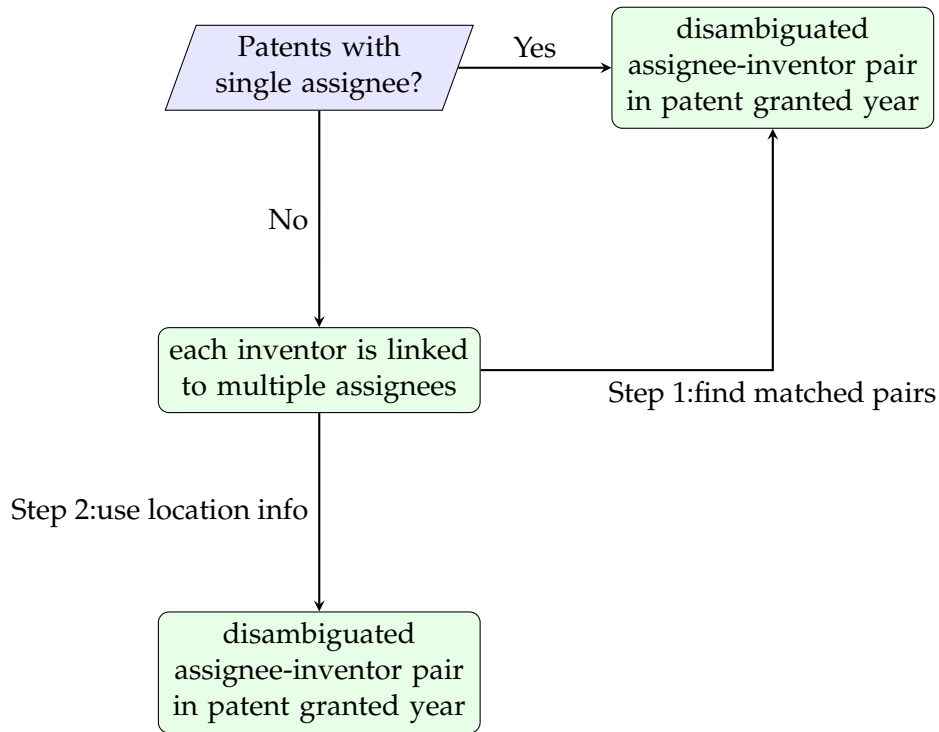 Patents with
single assignee?
Yes
disambiguated
assignee-inventor pair
in patent granted year
No
each inventor is linked
to multiple assignees
Step 1:find matched pairs
Step 2:use location info
disambiguated
assignee-inventor pair
in patent granted year